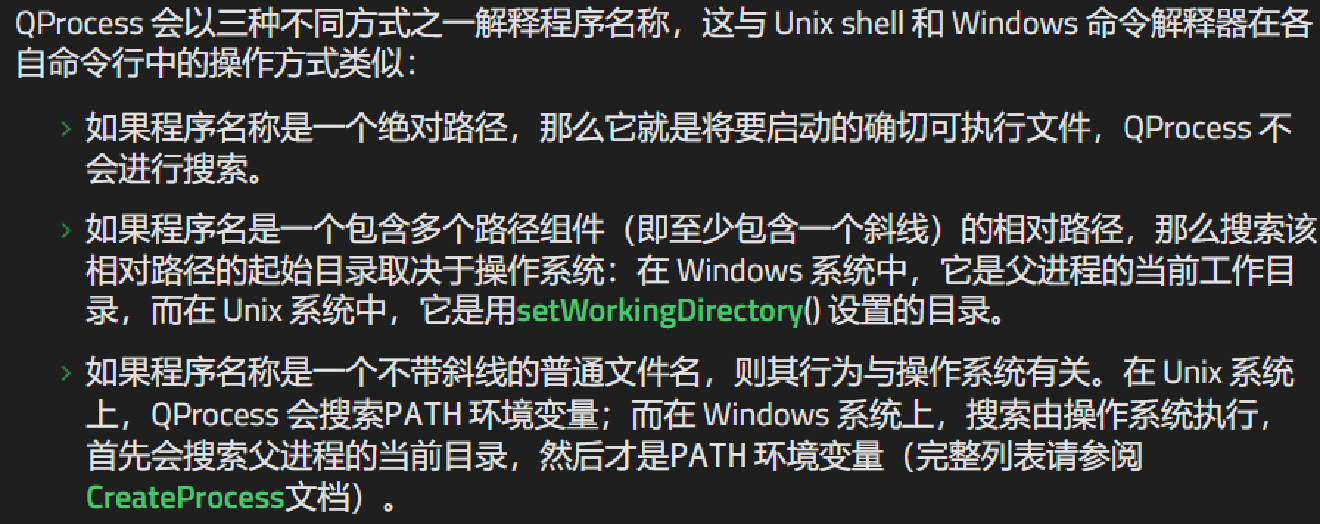 QProcess 会以三种不同方式之一解释程序名称，这与 Unix shell 和 Windows 命令解释器在各
自命令行中的操作方式类似：
如果程序名称是一个绝对路径，那么它就是将要启动的确切可执行文件，QProcess 不
会进行搜索。
如果程序名是一个包含多个路径组件（即至少包含一个斜线）的相对路径，那么搜索该
相对路径的起始目录取决于操作系统：在 Windows 系统中，它是父进程的当前工作目
录，而在 Unix 系统中，它是用setWorkingDirectory() 设置的目录。
如果程序名称是一个不带斜线的普通文件名，则其行为与操作系统有关。在 Unix 系统
上，QProcess 会搜索PATH 环境变量；而在 Windows 系统上，搜索由操作系统执行，
首先会搜索父进程的当前目录，然后才是PATH 环境变量（完整列表请参阅
CreateProcess文档）。